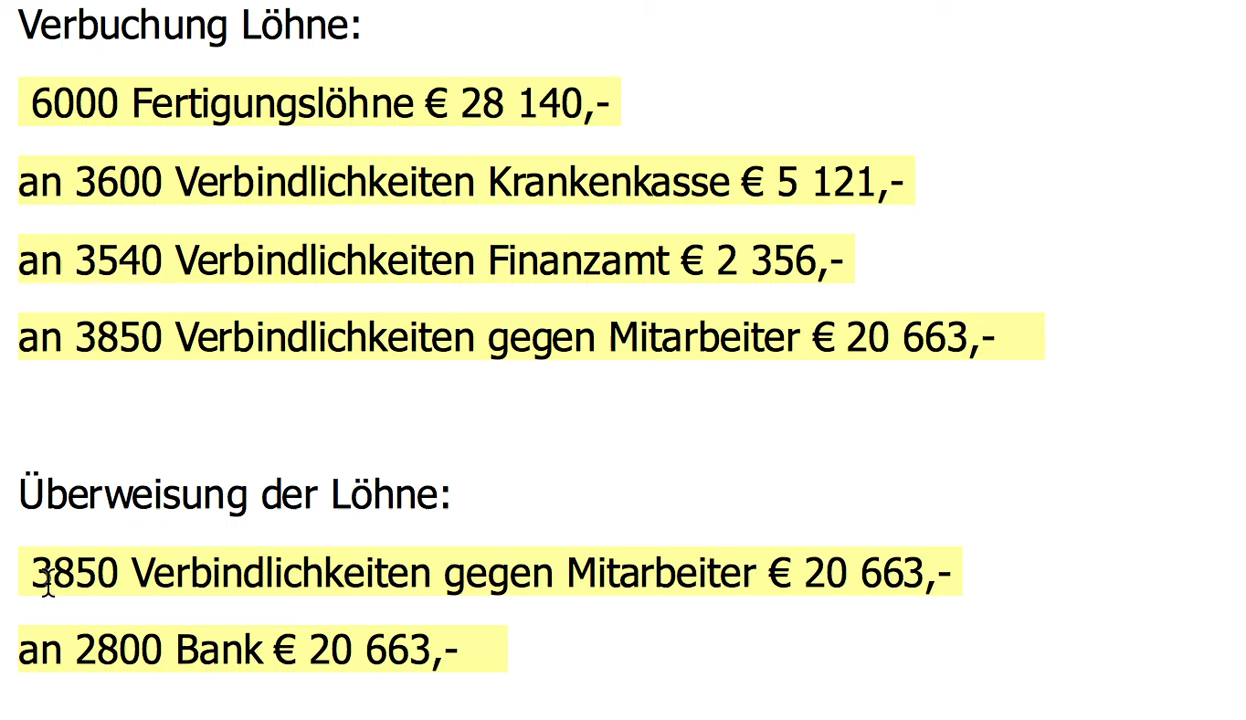 Verbuchung Löhne:
6000 Fertigungslöhne € 28 140,-
an 3600 Verbindlichkeiten Krankenkasse € 5 121,-
an 3540 Verbindlichkeiten Finanzamt € 2 356,-
an 3850 Verbindlichkeiten gegen Mitarbeiter € 20 663,-
Überweisung der Löhne:
3850 Verbindlichkeiten gegen Mitarbeiter € 20 663,-
an 2800 Bank € 20 663,-